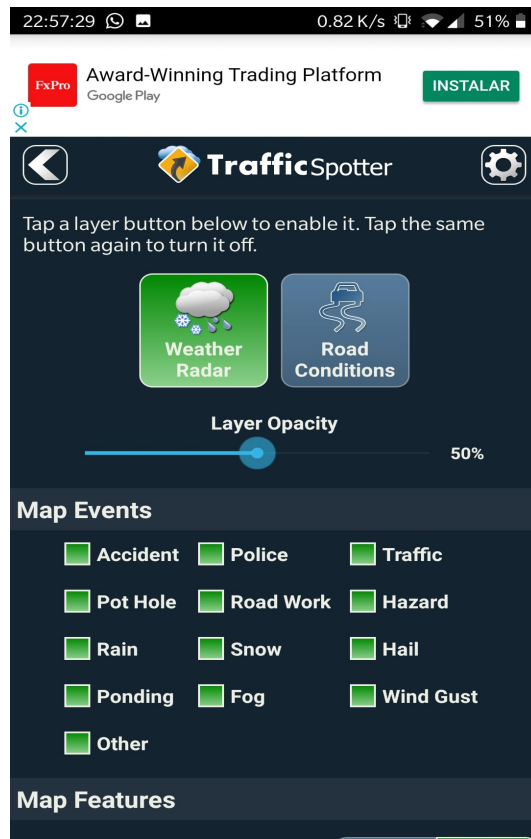 22:57:29 0.82 K/s 51%
FxPro
Award-Winning Trading Platform
Google Play
INSTALAR
TrafficSpotter
Tap a layer button below to enable it. Tap the same
button again to turn it off.
Weather
Radar
Road
Conditions
Layer Opacity
50%
Map Events
Accident Police Traffic
Pot Hole Road Work Hazard
Rain Snow Hail
Ponding Fog Wind Gust
Other
Map Features